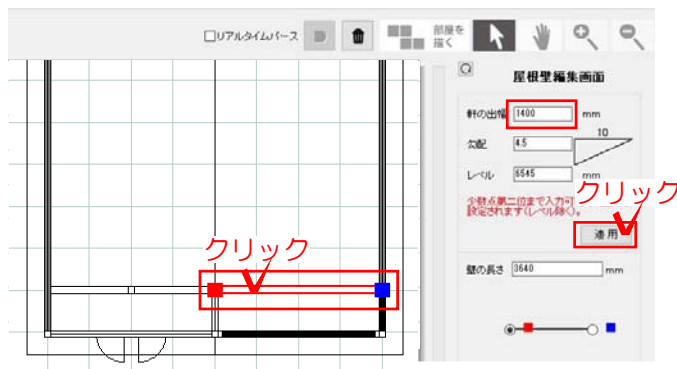 リアルタイムパース
部屋を
描く
屋根壁編集画面
軒の出幅 1400 mm
勾配 4.5
10
レベル 6545 mm
少数点第二位まで入力可
設定されます(レベル除く)。
クリック
適用
クリック
壁の長さ 3640 mm